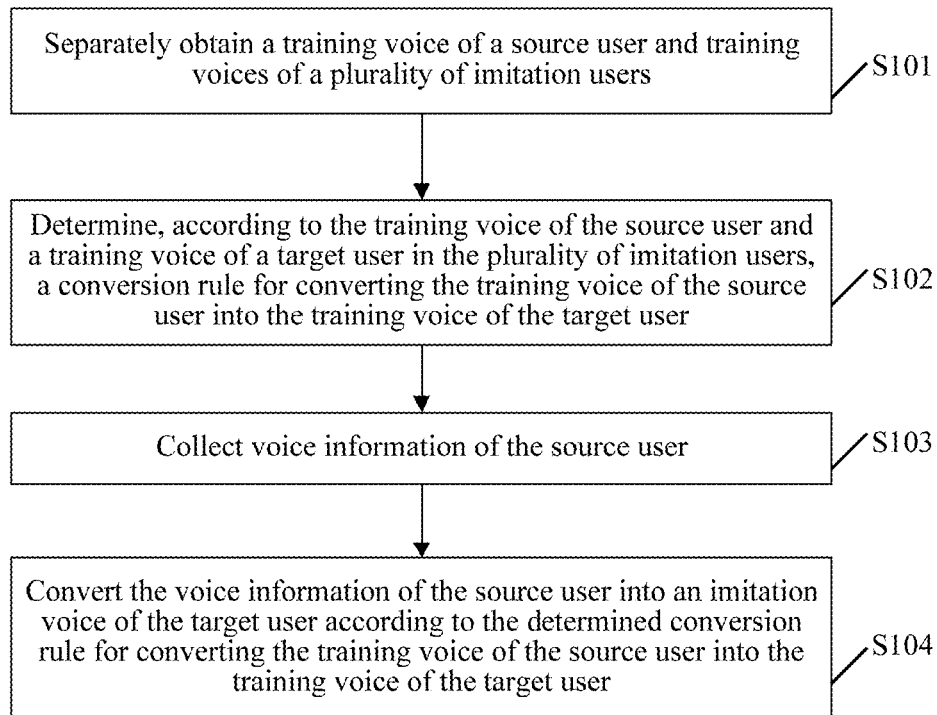 Separately obtain a training voice of a source user and training
voices of a plurality of imitation users
S101
Determine, according to the training voice of the source user and
a training voice of a target user in the plurality of imitation users,
a conversion rule for converting the training voice of the source
user into the training voice of the target user
S102
Collect voice information of the source user
S103
Convert the voice information of the source user into an imitation
voice of the target user according to the determined conversion
rule for converting the training voice of the source user into the
training voice of the target user
S104